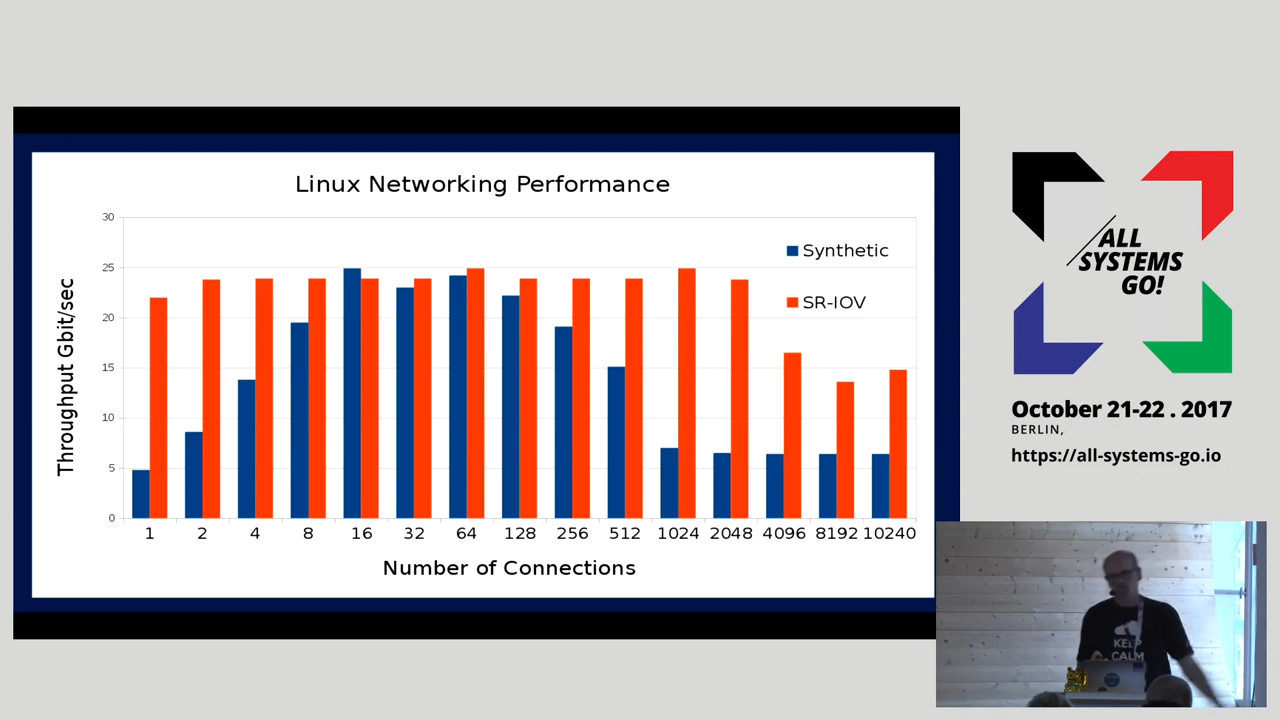 Linux Networking Performance
30
25
20
15
10
5
0
Throughput Gbit/sec
Synthetic
SR-IOV
1 2 4 8 16 32 64 128 256 512 1024 2048 4096 8192 10240
Number of Connections
ALL
SYSTEMS
GO!
October 21-22 . 2017
BERLIN,
https://all-systems-go.io
KEEP
CALM